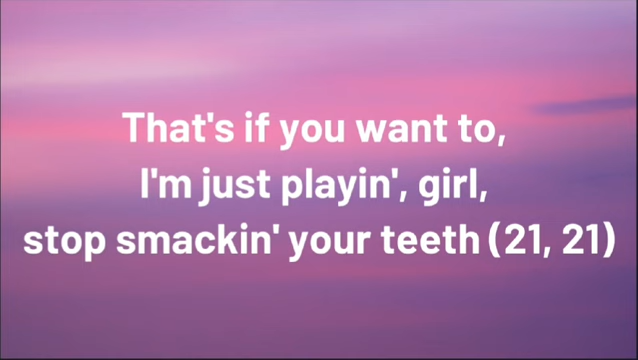 That's if you want to,
I'm just playin', girl,
stop smackin' your teeth (21, 21)